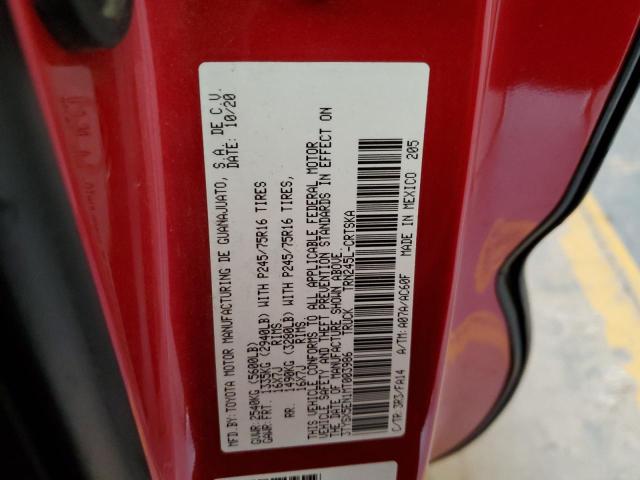 MFD.BY:TOYOTA MOTOR MANUFACTURING DE GUANAJUATO, S.A. DE C.V.
DATE: 10/20
GVWR:2540KG(5600LB)
GAWR:FRT. 1335KG (2940LB) WITH P245/75R16 TIRES
16X7J RIMS
RR. 1490KG (3280LB) WITH P245/75R16 TIRES,
16X7J RIMS
THIS VEHICLE CONFORMS TO ALL APPLICABLE FEDERAL MOTOR
VEHICLE SAFETY AND THEFT PREVENTION STANDARDS IN EFFECT ON
THE DATE OF MANUFACTURE SHOWN ABOVE.
3TYSX5EN1MT003986 TRUCK TRN245L-CRTSKA
C/TR:3R3/FA14 A/TM:A07A/AC60F MADE IN MEXICO 205